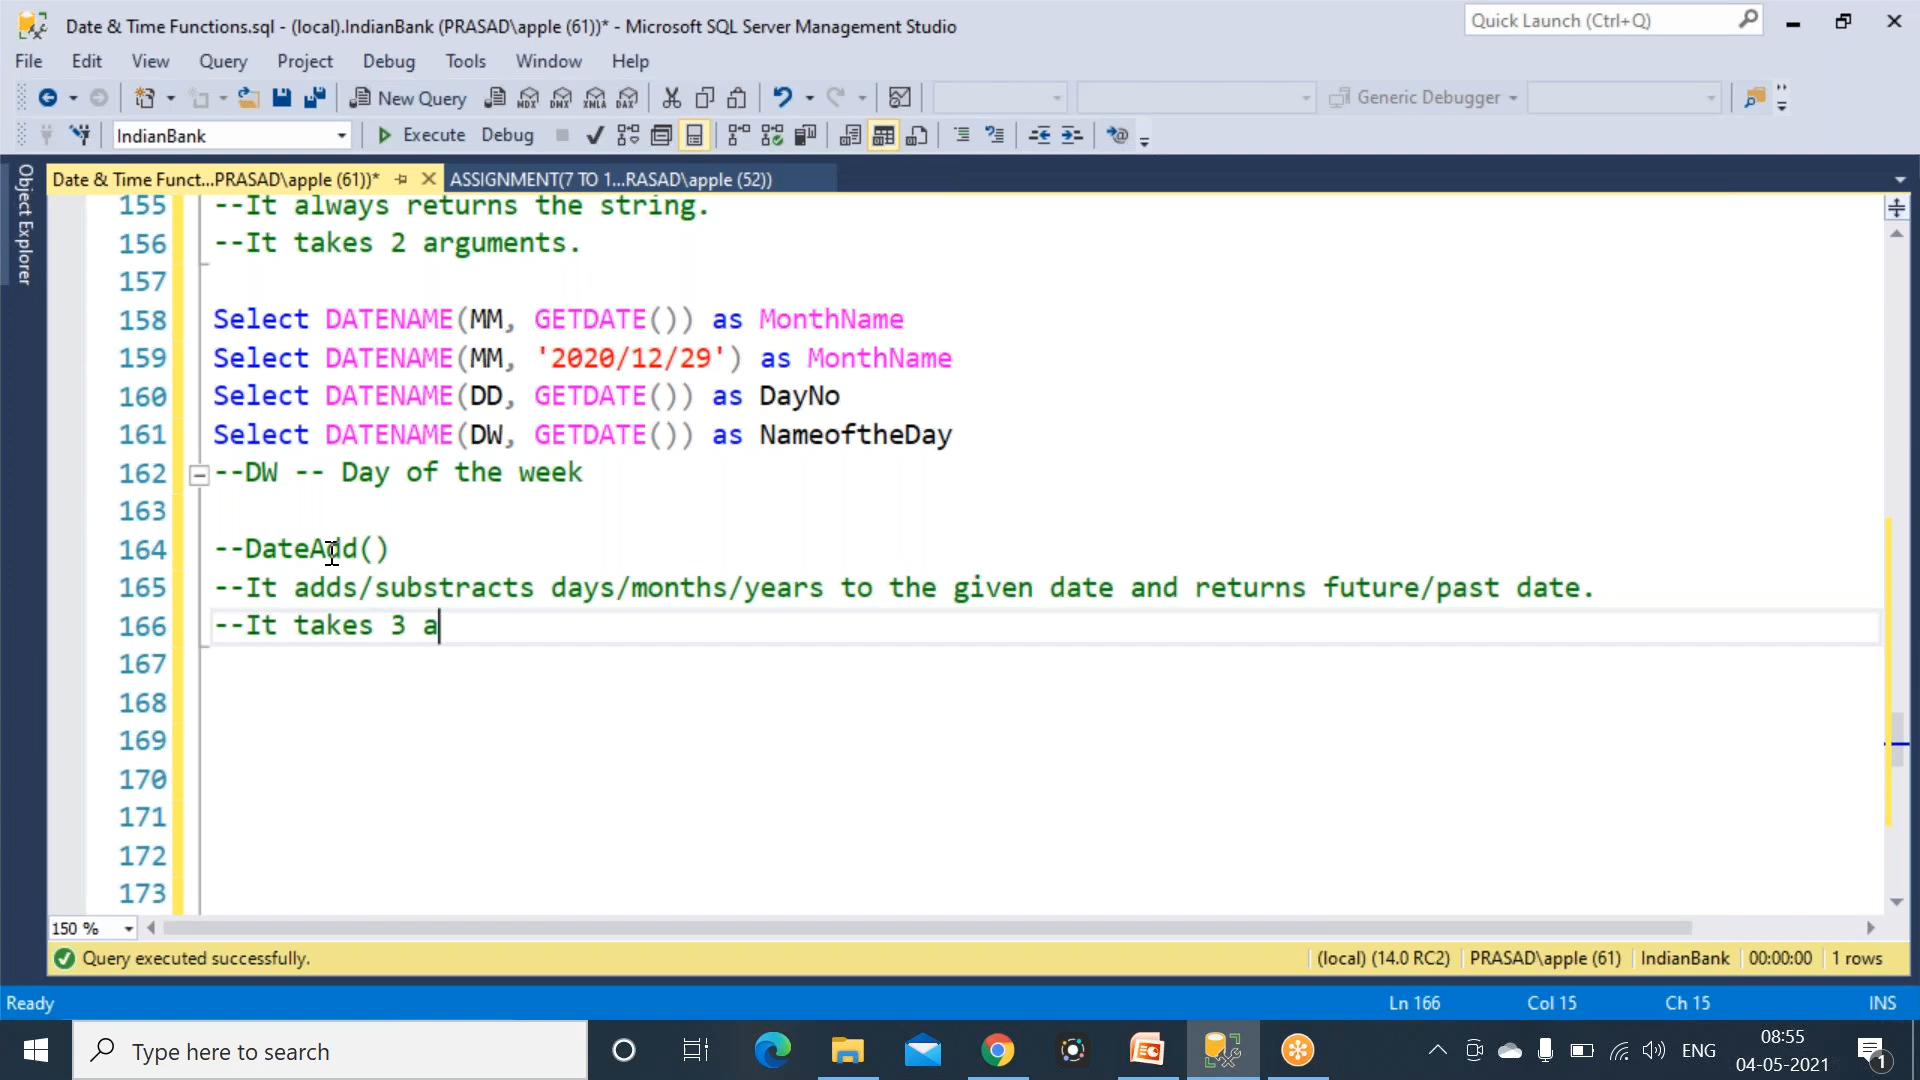 Date & Time Functions.sql - (local).IndianBank (PRASAD\apple (61))* - Microsoft SQL Server Management Studio
Quick Launch (Ctrl+Q)
File Edit View Query Project Debug Tools Window Help
New Query MDX DMX XMLA DAX Generic Debugger
IndianBank Execute Debug
Date & Time Funct...PRASAD\apple (61))* ASSIGNMENT(7 TO 1...RASAD\apple (52))
Object Explorer
155 --It always returns the string.
156 --It takes 2 arguments.
157
158 Select DATENAME(MM, GETDATE()) as MonthName
159 Select DATENAME(MM, '2020/12/29') as MonthName
160 Select DATENAME(DD, GETDATE()) as DayNo
161 Select DATENAME(DW, GETDATE()) as NameoftheDay
162 --DW -- Day of the week
163
164 --DateAdd()
165 --It adds/substracts days/months/years to the given date and returns future/past date.
166 --It takes 3 a
167
168
169
170
171
172
173
150 %
Query executed successfully. (local) (14.0 RC2) PRASAD\apple (61) IndianBank 00:00:00 1 rows
Ready Ln 166 Col 15 Ch 15 INS
Type here to search ENG 08:55
04-05-2021 1